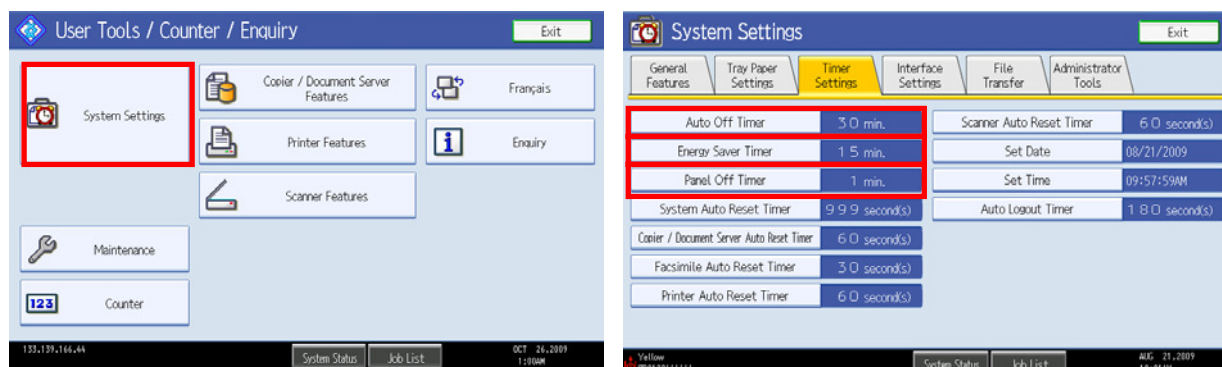 User Tools / Counter / Enquiry
Exit
System Settings
Copier / Document Server
Features
Français
Printer Features
Enquiry
Scanner Features
Maintenance
123
Counter
133.139.166.44
System Status
Job List
OCT 26.2009
1:00AM
System Settings
Exit
General
Features
Tray Paper
Settings
Timer
Settings
Interface
Settings
File
Transfer
Administrator
Tools
Auto Off Timer
30 min.
Scanner Auto Reset Timer
60 second(s)
Energy Saver Timer
15 min.
Set Date
08/21/2009
Panel Off Timer
1 min.
Set Time
09:57:59AM
System Auto Reset Timer
999 second(s)
Auto Logout Timer
180 second(s)
Copier / Document Server Auto Reset Timer
60 second(s)
Facsimile Auto Reset Timer
30 second(s)
Printer Auto Reset Timer
60 second(s)
Yellow
System Status
Job List
AUG 21.2009